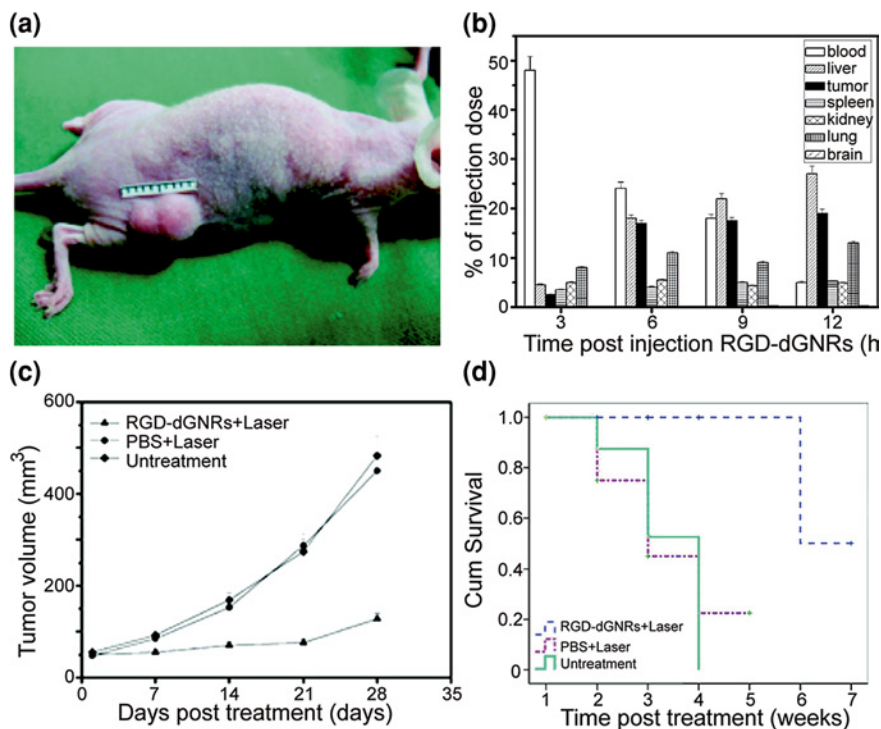 (a)
(b)
50
40
30
20
10
0
% of injection dose
blood
liver
tumor
spleen
kidney
lung
brain
3 6 9 12
Time post injection RGD-dGNRs (h
(c)
600
400
200
0
Tumor volume (mm³)
RGD-dGNRs+Laser
PBS+Laser
Untreatment
7 14 21 28 35
Days post treatment (days)
(d)
1.0
0.8
0.6
0.4
0.2
0
Cum Survival
RGD-dGNRs+Laser
PBS+Laser
Untreatment
1 2 3 4 5 6 7
Time post treatment (weeks)